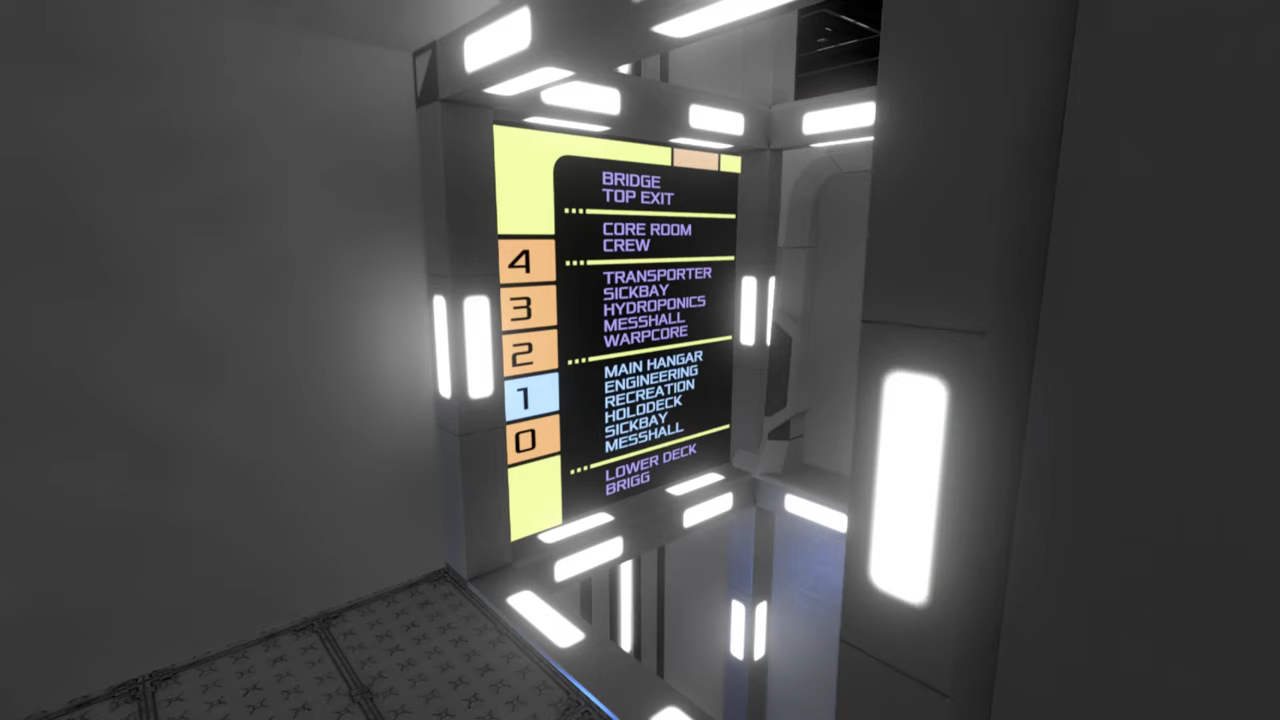 BRIDGE
TOP EXIT
4
CORE ROOM
CREW
3
TRANSPORTER
SICKBAY
HYDROPONICS
MESSHALL
WARPCORE
2
MAIN HANGAR
ENGINEERING
RECREATION
HOLODECK
SICKBAY
MESSHALL
1
LOWER DECK
BRIGG
0